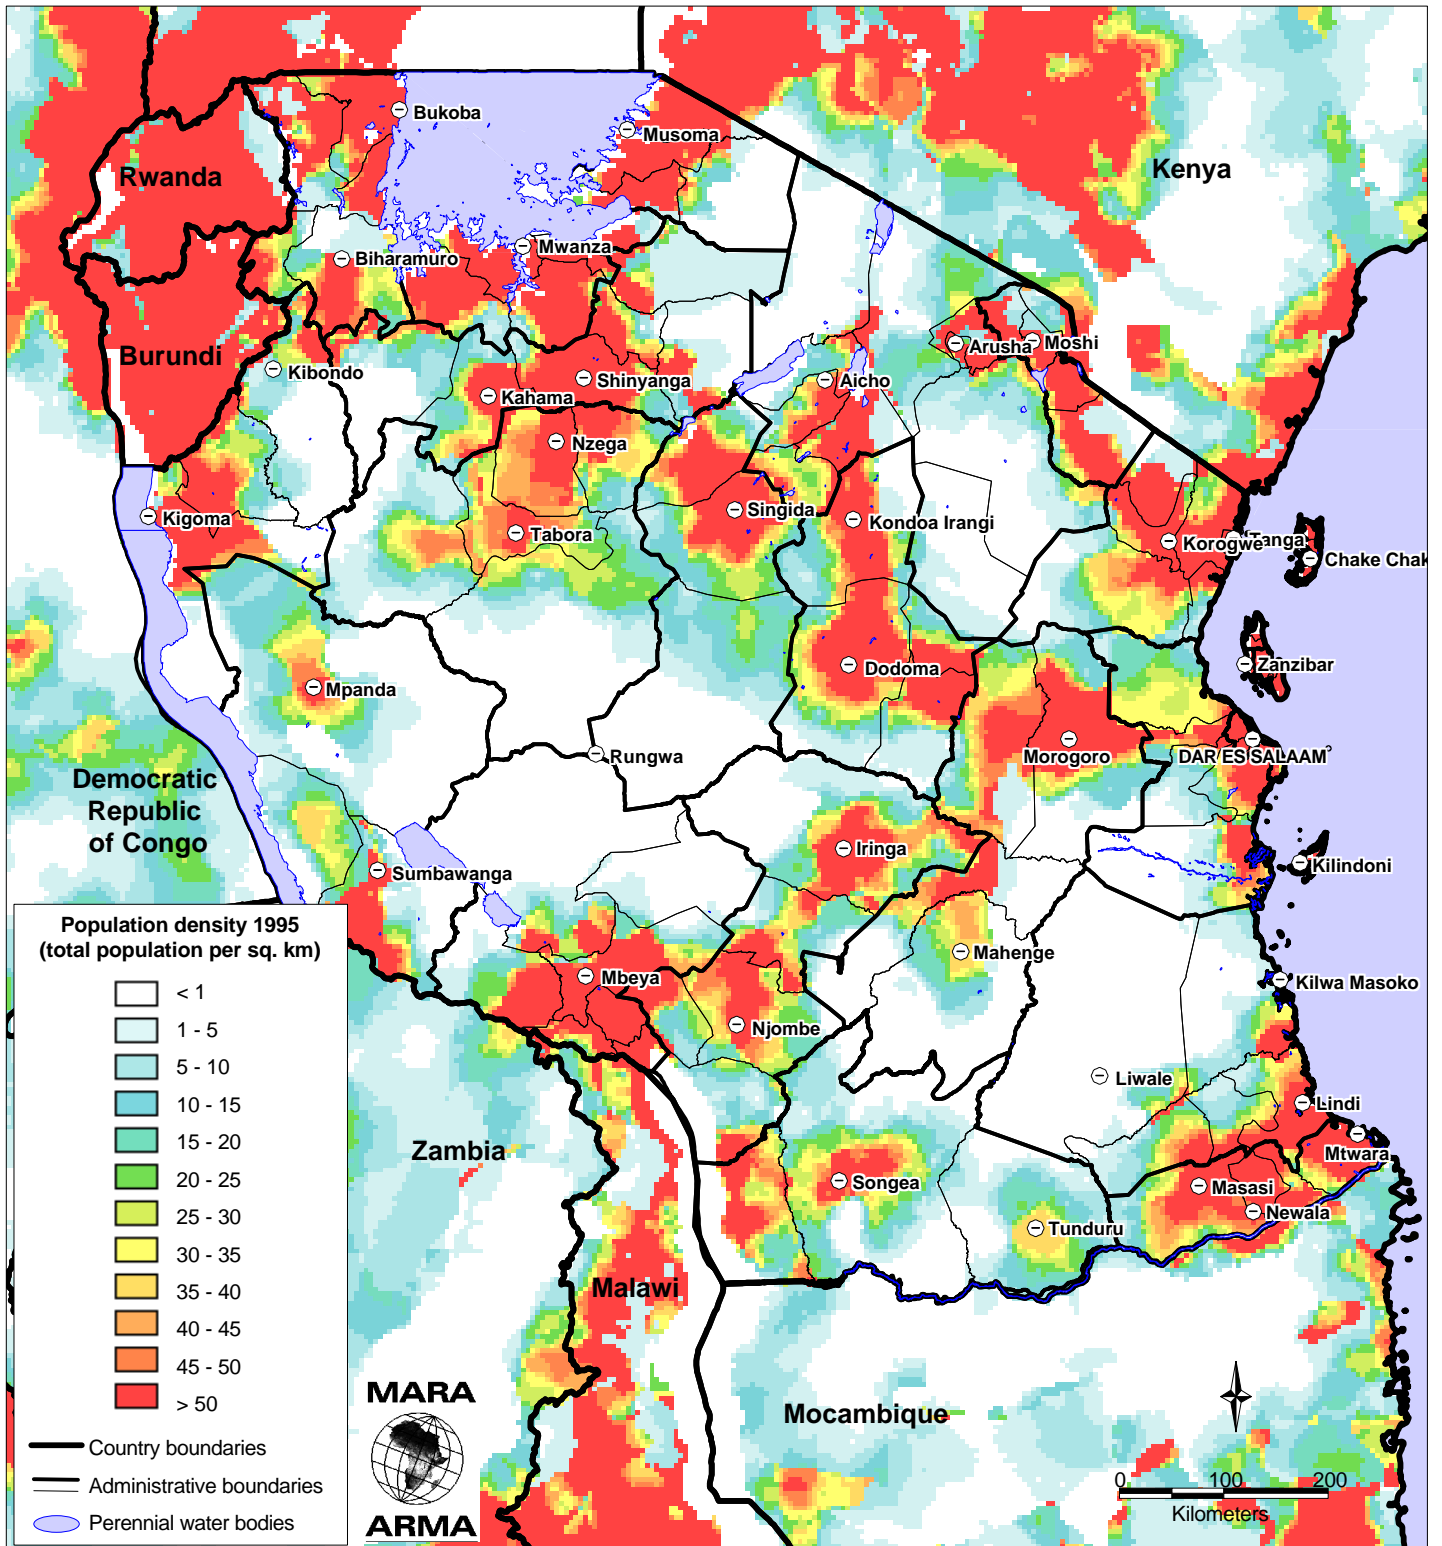 Bukoba
Musoma
Kenya
Rwanda
Mwanza
Biharamuro
Burundi
Kibondo
Arusha
Moshi
Aicho
Shinyanga
Kahama
Nzega
Singida
Kondoa Irangi
Kigoma
Tabora
Korogwe
Tanga
Chake Chak
Dodoma
Zanzibar
Mpanda
Rungwa
Morogoro
DAR ES SALAAM
Democratic
Republic
of Congo
Iringa
Kilindoni
Sumbawanga
Mahenge
Mbeya
Kilwa Masoko
Njombe
Liwale
Lindi
Mtwara
Zambia
Songea
Masasi
Newala
Tunduru
Malawi
Mocambique
Population density 1995
(total population per sq. km)
< 1
1 - 5
5 - 10
10 - 15
15 - 20
20 - 25
25 - 30
30 - 35
35 - 40
40 - 45
45 - 50
> 50
Country boundaries
Administrative boundaries
Perennial water bodies
MARA
ARMA
0 100 200
Kilometers